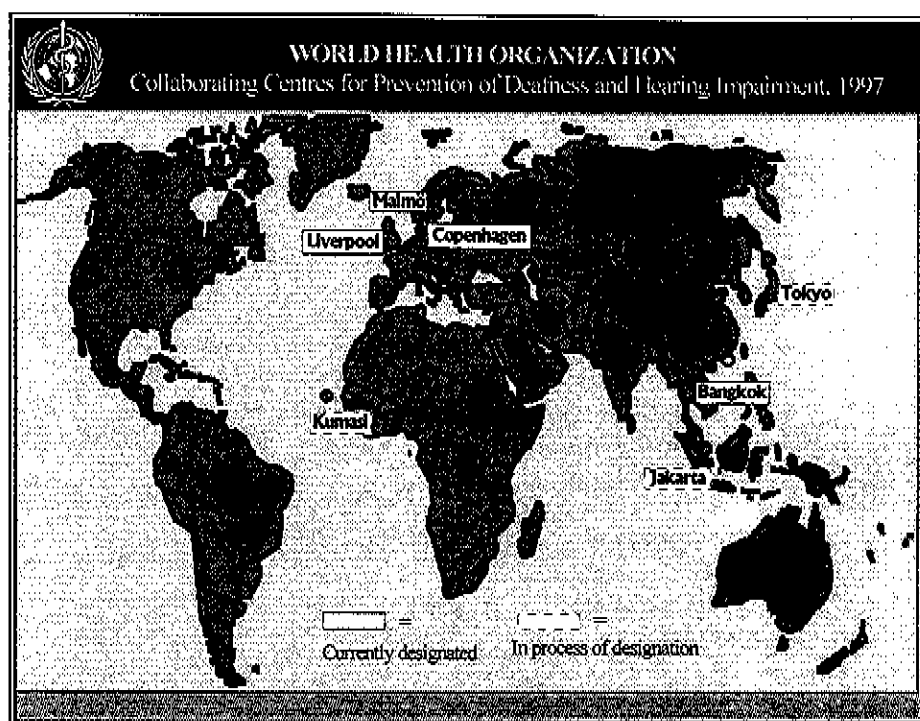 WORLD HEALTH ORGANIZATION
Collaborating Centres for Prevention of Deafness and Hearing Impairment, 1997
Malmö
Liverpool
Copenhagen
Tokyo
Bangkok
Kumasi
Jakarta
=
=
Currently designated
In process of designation